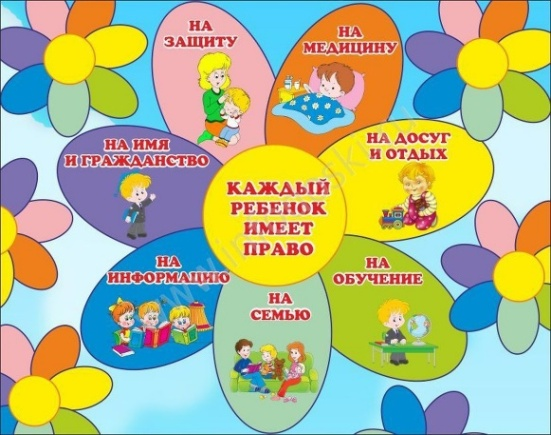 НА
ЗАЩИТУ
НА
МЕДИЦИНУ
НА ИМЯ
И ГРАЖДАНСТВО
НА ДОСУГ
И ОТДЫХ
КАЖДЫЙ
РЕБЕНОК
ИМЕЕТ
ПРАВО
НА
ИНФОРМАЦИЮ
НА
ОБУЧЕНИЕ
НА
СЕМЬЮ